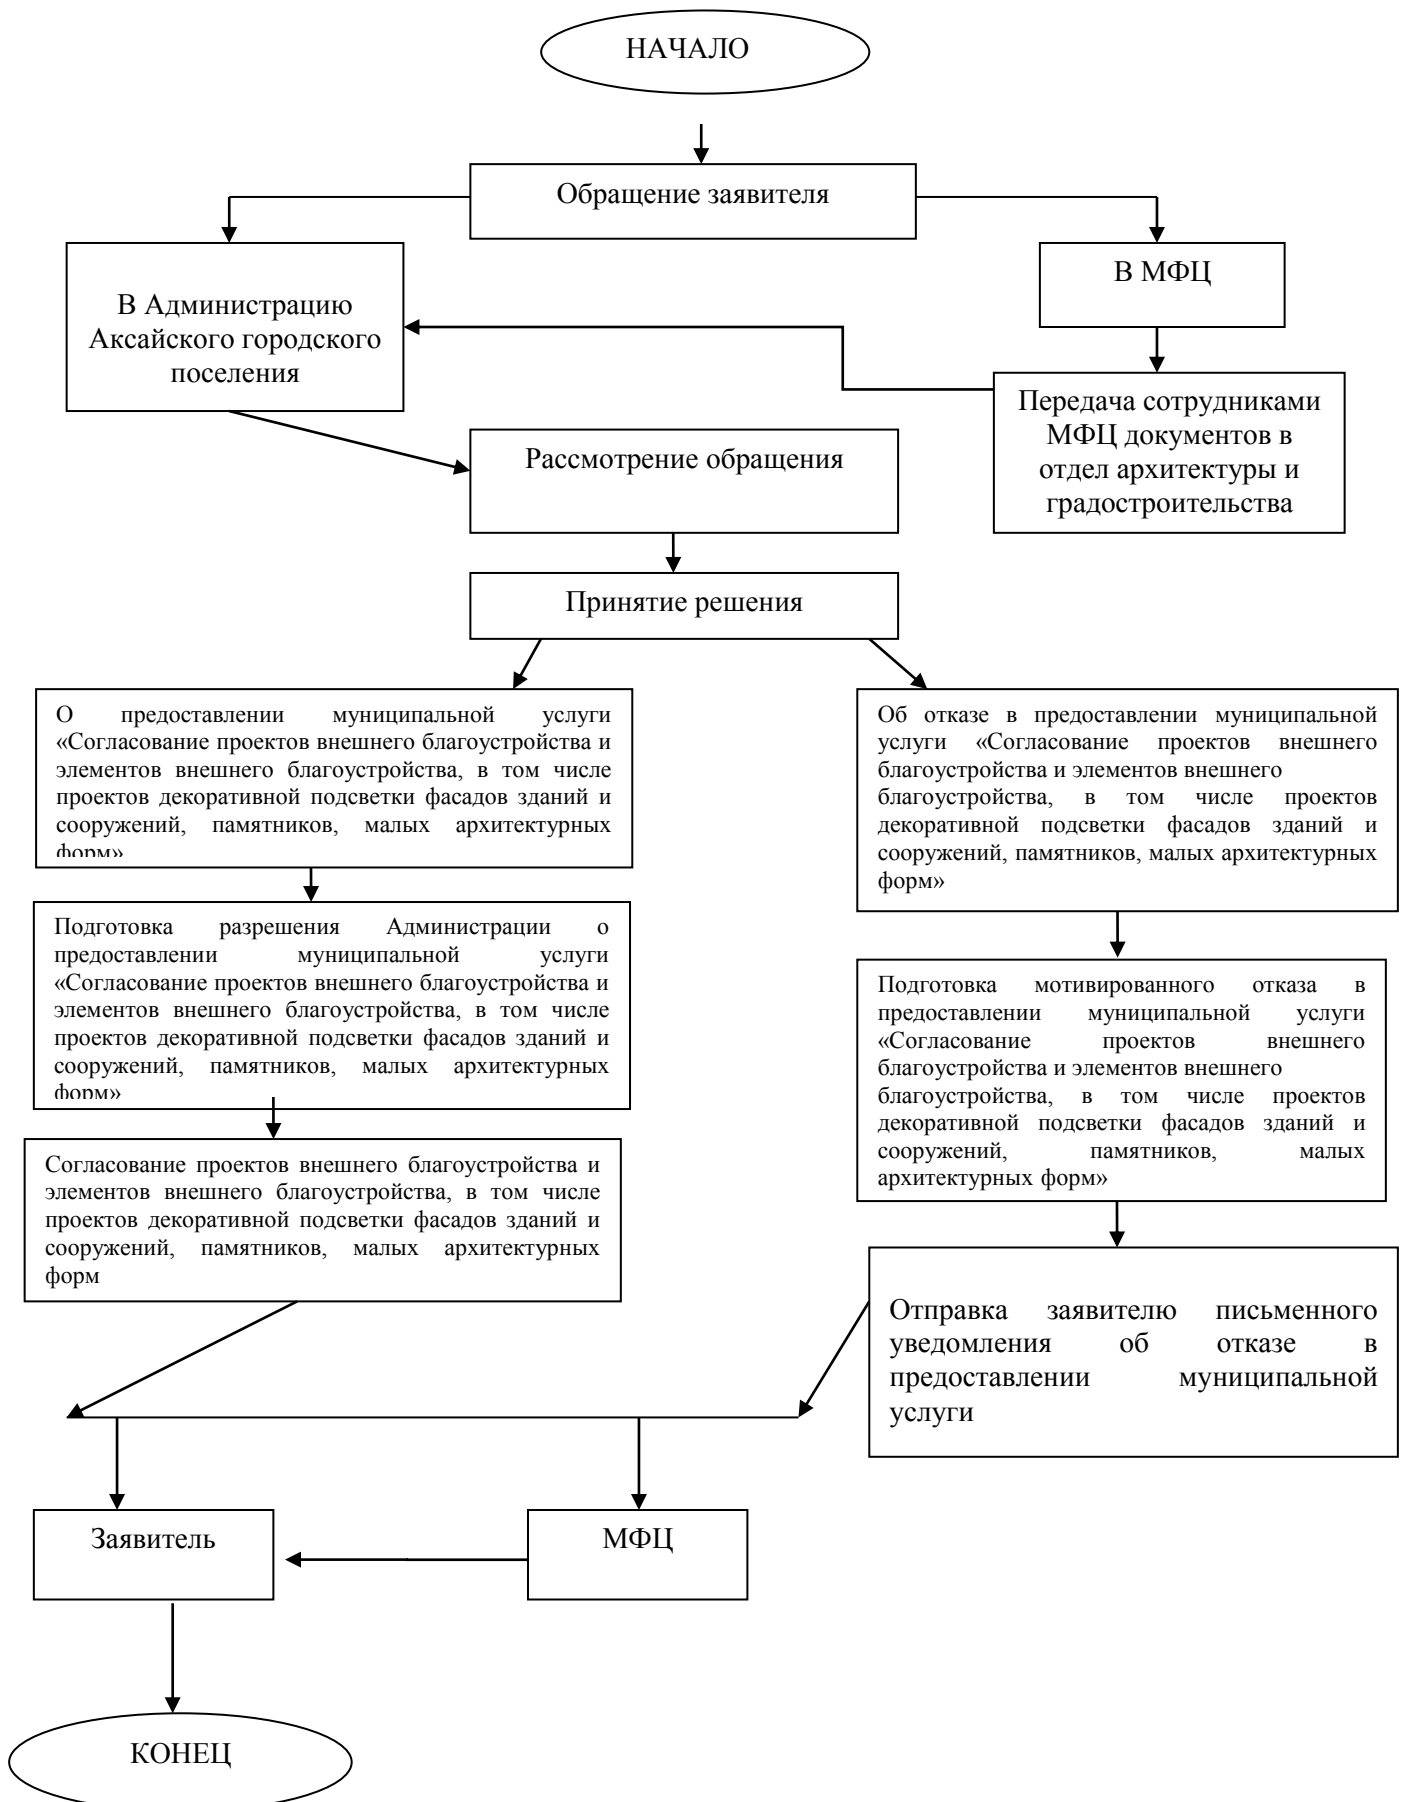 НАЧАЛО
Обращение заявителя
В Администрацию
Аксайского городского
поселения
В МФЦ
Передача сотрудниками
МФЦ документов в
отдел архитектуры и
градостроительства
Рассмотрение обращения
Принятие решения
О предоставлении муниципальной услуги
«Согласование проектов внешнего благоустройства и
элементов внешнего благоустройства, в том числе
проектов декоративной подсветки фасадов зданий и
сооружений, памятников, малых архитектурных
форм»
Подготовка разрешения Администрации о
предоставлении муниципальной услуги
«Согласование проектов внешнего благоустройства и
элементов внешнего благоустройства, в том числе
проектов декоративной подсветки фасадов зданий и
сооружений, памятников, малых архитектурных
форм»
Согласование проектов внешнего благоустройства и
элементов внешнего благоустройства, в том числе
проектов декоративной подсветки фасадов зданий и
сооружений, памятников, малых архитектурных
форм
Об отказе в предоставлении муниципальной
услуги «Согласование проектов внешнего
благоустройства и элементов внешнего
благоустройства, в том числе проектов
декоративной подсветки фасадов зданий и
сооружений, памятников, малых архитектурных
форм»
Подготовка мотивированного отказа в
предоставлении муниципальной услуги
«Согласование проектов внешнего
благоустройства и элементов внешнего
благоустройства, в том числе проектов
декоративной подсветки фасадов зданий и
сооружений, памятников, малых
архитектурных форм»
Отправка заявителю письменного
уведомления об отказе в
предоставлении муниципальной
услуги
Заявитель
МФЦ
КОНЕЦ